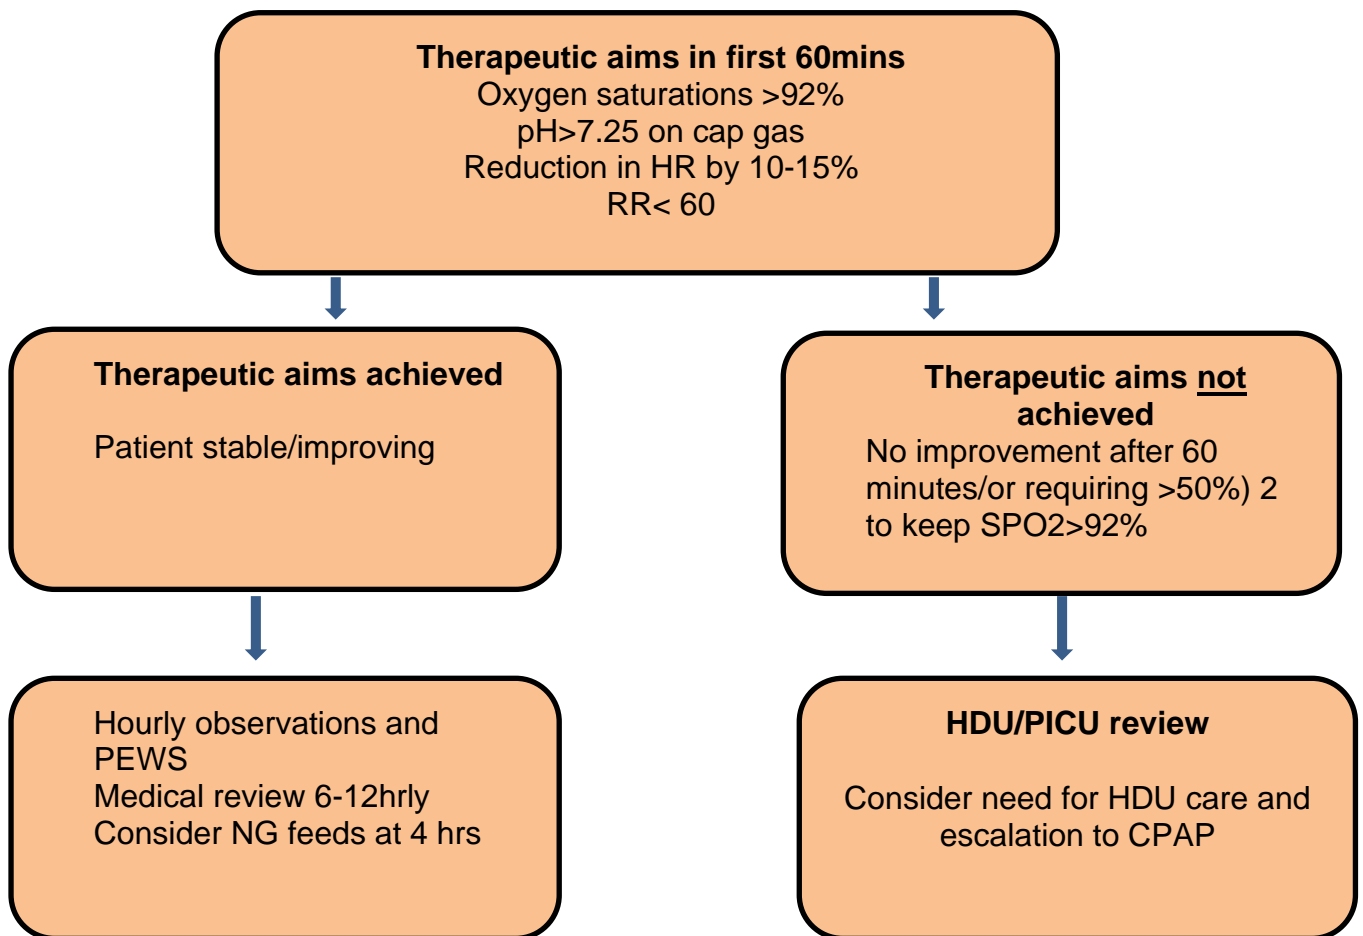 Therapeutic aims in first 60mins
Oxygen saturations >92%
pH>7.25 on cap gas
Reduction in HR by 10-15%
RR< 60
Therapeutic aims achieved
Patient stable/improving
Therapeutic aims not
achieved
No improvement after 60
minutes/or requiring >50%) 2
to keep SPO2>92%
Hourly observations and
PEWS
Medical review 6-12hrly
Consider NG feeds at 4 hrs
HDU/PICU review
Consider need for HDU care and
escalation to CPAP